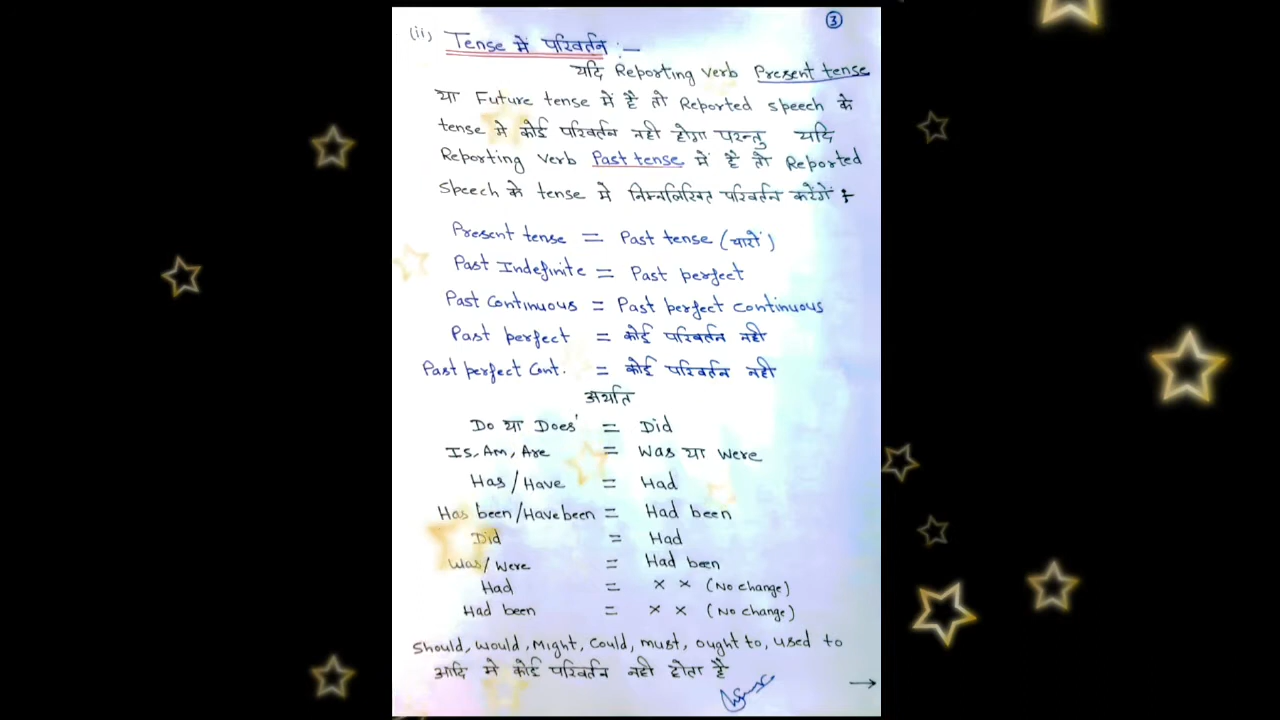 ③
(ii) Tense में परिवर्तन :—
यदि Reporting verb Present tense
या Future tense में है तो Reported speech के
tense मे कोई परिवर्तन नही होगा परन्तु यदि
Reporting verb Past tense में है तो Reported
Speech के tense मे निम्नलिखित परिवर्तन करेंगें :-
Present tense = Past tense (चारों)
Past Indefinite = Past perfect
Past Continuous = Past perfect continuous
Past perfect = कोई परिवर्तन नही
Past perfect Cont. = कोई परिवर्तन नही
अर्थात
Do या Does' = Did
Is, Am, Are = Was या Were
Has/Have = Had
Has been/Have been = Had been
Did = Had
Was/Were = Had been
Had = × × (No change)
Had been = × × (No change)
Should, would, Might, Could, must, ought to, used to
आदि मे कोई परिवर्तन नही होता है
→